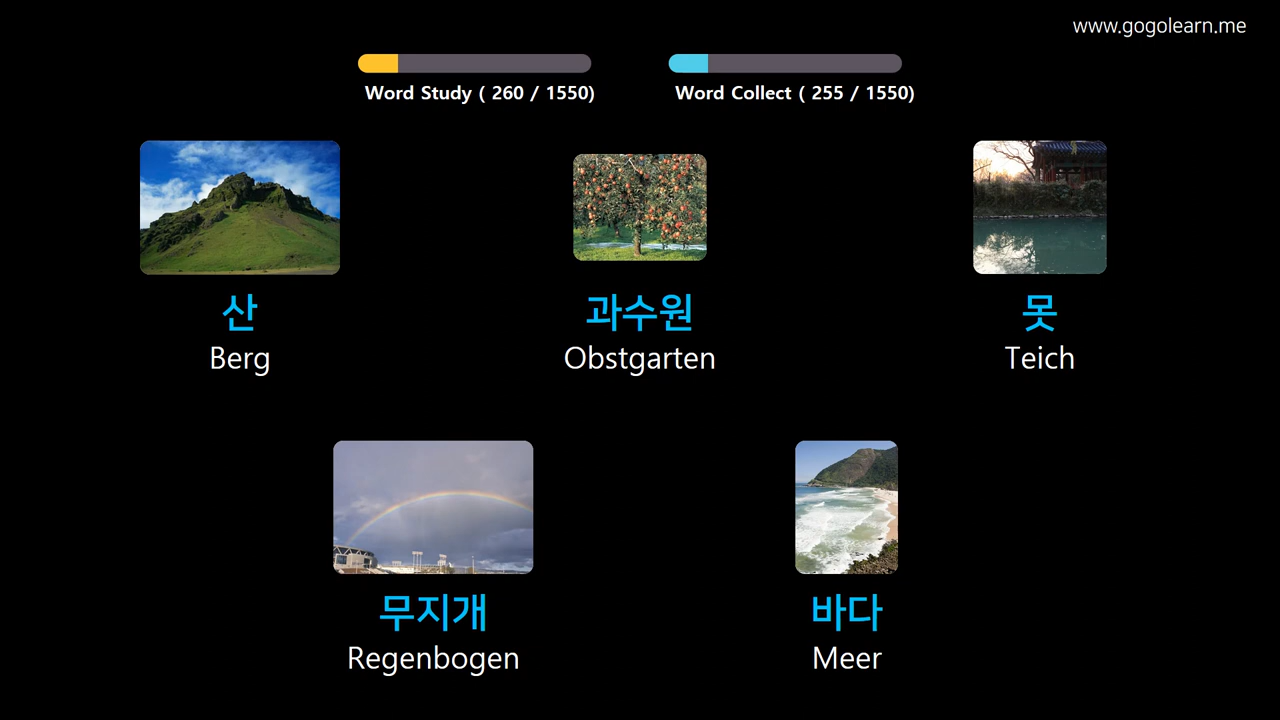 www.gogolearn.me
Word Study ( 260 / 1550)
Word Collect ( 255 / 1550)
산
Berg
과수원
Obstgarten
못
Teich
무지개
Regenbogen
바다
Meer